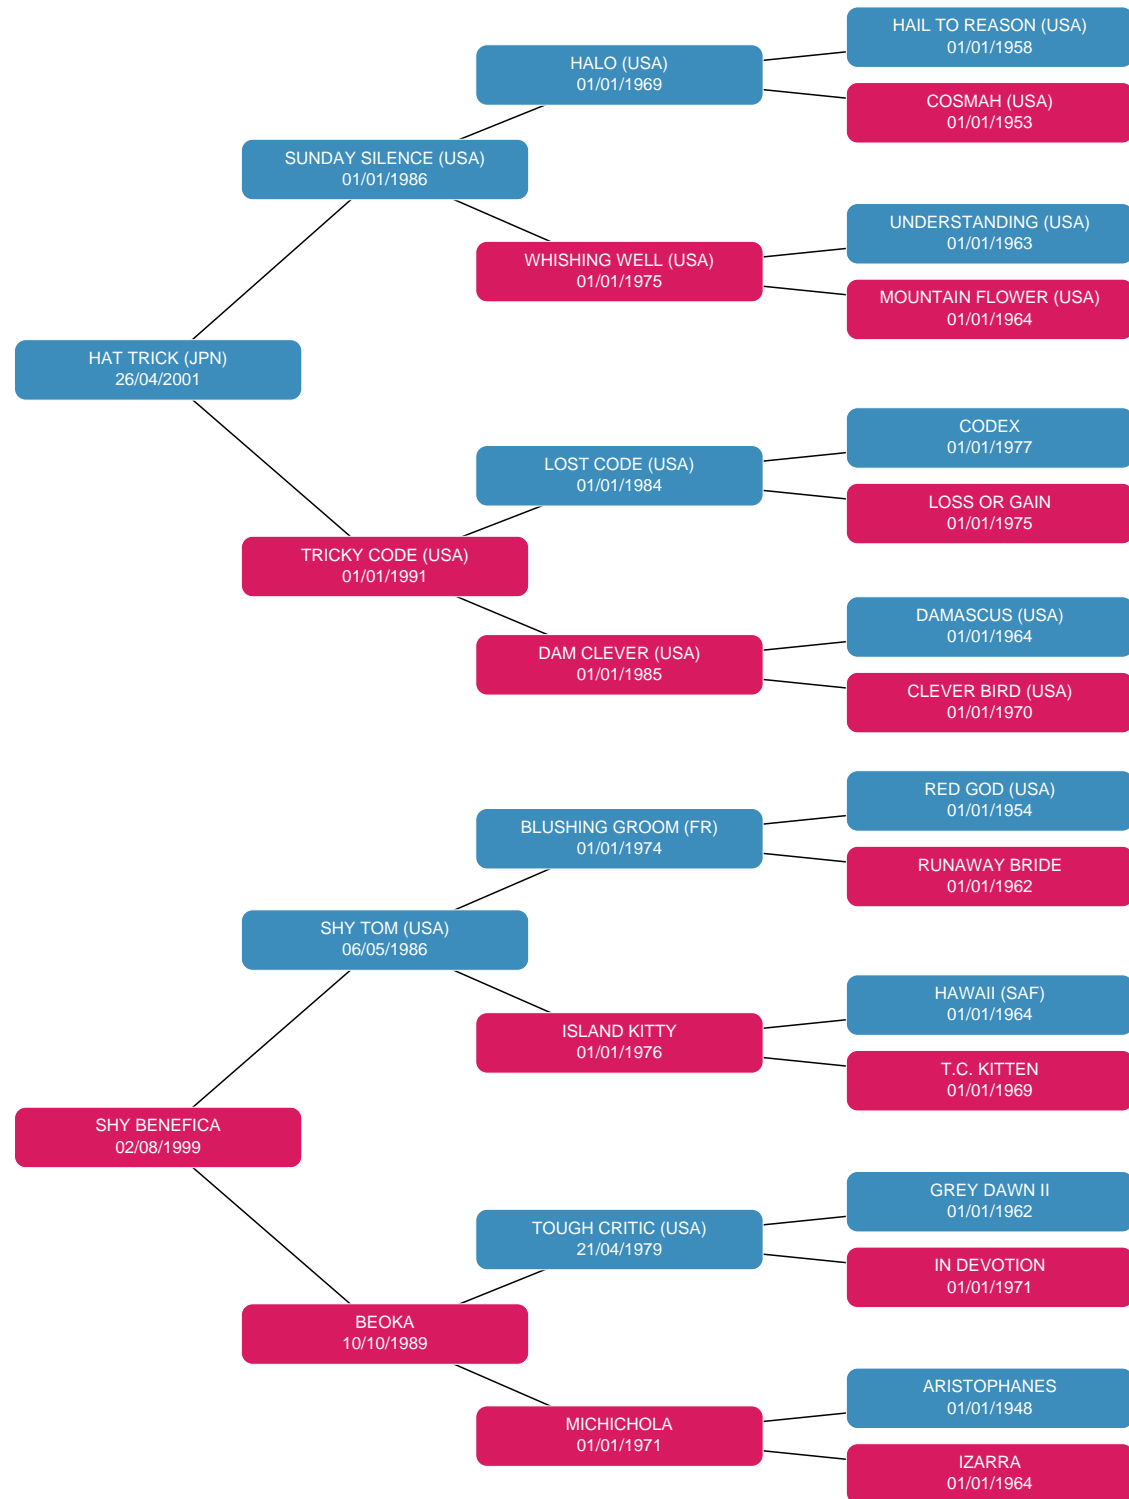 HAIL TO REASON (USA)
01/01/1958
HALO (USA)
01/01/1969
COSMAH (USA)
01/01/1953
SUNDAY SILENCE (USA)
01/01/1986
UNDERSTANDING (USA)
01/01/1963
WHISHING WELL (USA)
01/01/1975
MOUNTAIN FLOWER (USA)
01/01/1964
HAT TRICK (JPN)
26/04/2001
CODEX
01/01/1977
LOST CODE (USA)
01/01/1984
LOSS OR GAIN
01/01/1975
TRICKY CODE (USA)
01/01/1991
DAMASCUS (USA)
01/01/1964
DAM CLEVER (USA)
01/01/1985
CLEVER BIRD (USA)
01/01/1970
RED GOD (USA)
01/01/1954
BLUSHING GROOM (FR)
01/01/1974
RUNAWAY BRIDE
01/01/1962
SHY TOM (USA)
06/05/1986
HAWAII (SAF)
01/01/1964
ISLAND KITTY
01/01/1976
T.C. KITTEN
01/01/1969
SHY BENEFICA
02/08/1999
GREY DAWN II
01/01/1962
TOUGH CRITIC (USA)
21/04/1979
IN DEVOTION
01/01/1971
BEOKA
10/10/1989
ARISTOPHANES
01/01/1948
MICHICHOLA
01/01/1971
IZARRA
01/01/1964